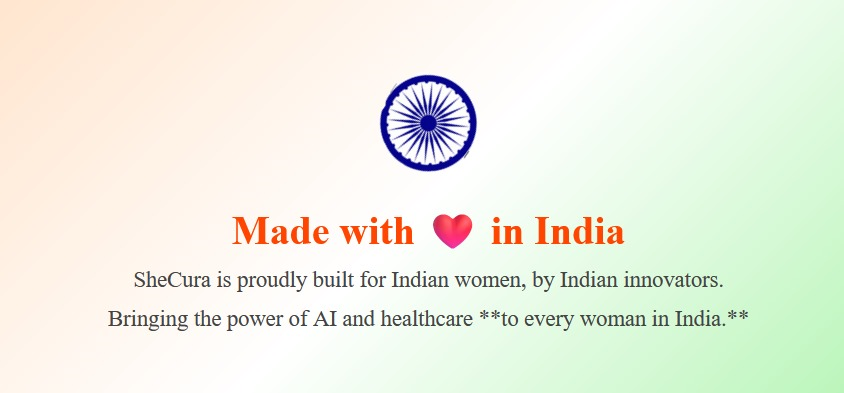 Made with ❤️ in India
SheCura is proudly built for Indian women, by Indian innovators.
Bringing the power of AI and healthcare **to every woman in India.**